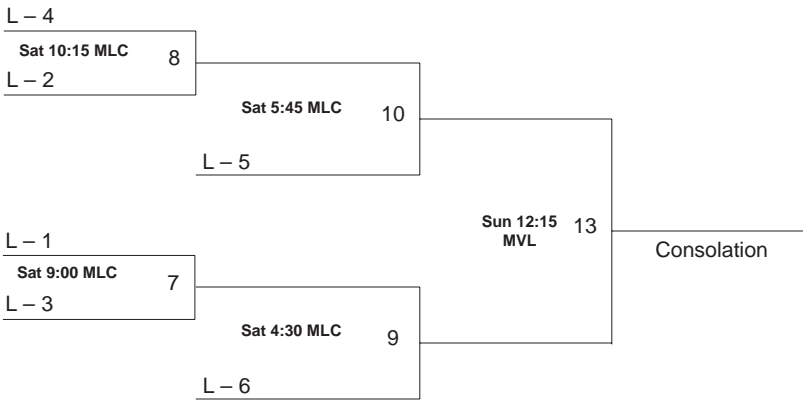 L – 4
Sat 10:15 MLC
8
L – 2
Sat 5:45 MLC
10
L – 5
Sun 12:15
MVL
13
Consolation
L – 1
Sat 9:00 MLC
7
L – 3
Sat 4:30 MLC
9
L – 6